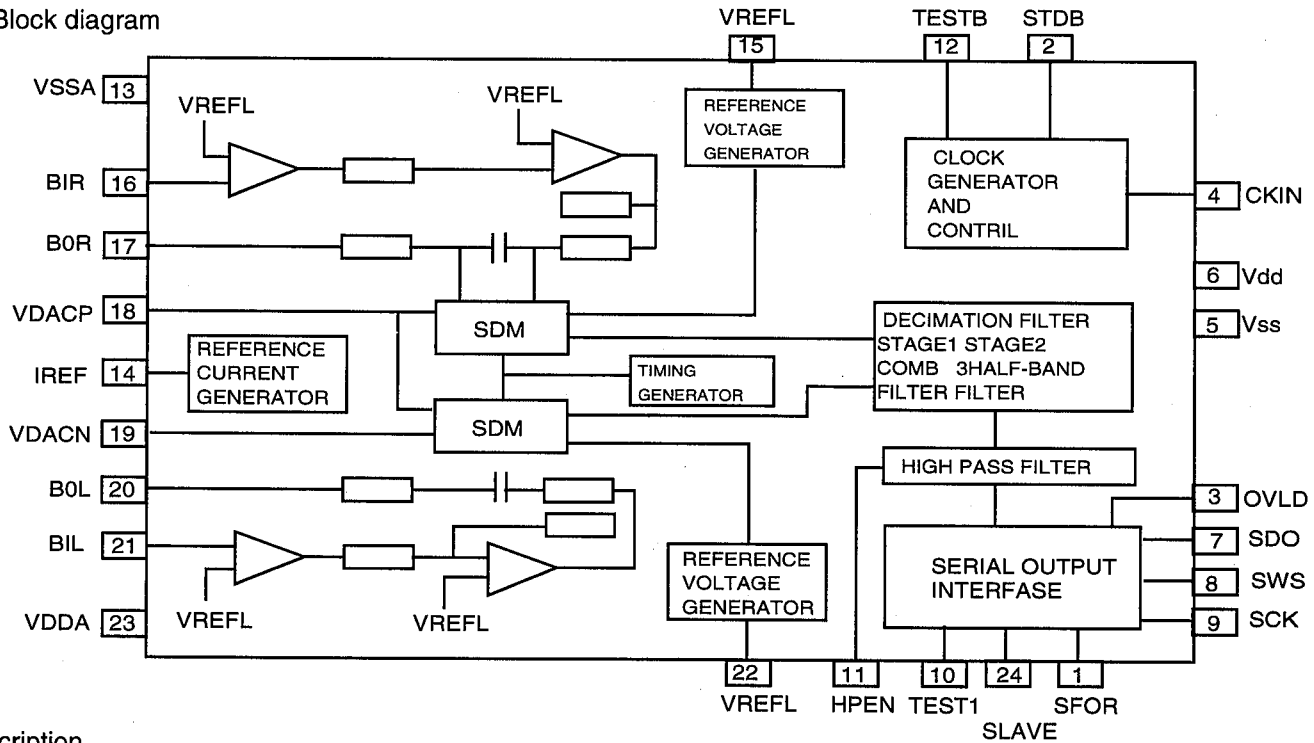 Block diagram
VREFL
TESTB
STDB
15
12
2
VSSA 13
VREFL
VREFL
REFERENCE
VOLTAGE
GENERATOR
CLOCK
GENERATOR
AND
CONTRIL
BIR 16
4 CKIN
B0R 17
6 Vdd
VDACP 18
5 Vss
SDM
DECIMATION FILTER
STAGE1 STAGE2
COMB 3HALF-BAND
FILTER FILTER
IREF 14
REFERENCE
CURRENT
GENERATOR
TIMING
GENERATOR
VDACN 19
SDM
HIGH PASS FILTER
B0L 20
3 OVLD
BIL 21
7 SDO
SERIAL OUTPUT
INTERFASE
8 SWS
9 SCK
REFERENCE
VOLTAGE
GENERATOR
VREFL
VREFL
VDDA 23
22
11
10
24
1
VREFL
HPEN
TEST1
SFOR
SLAVE
cription